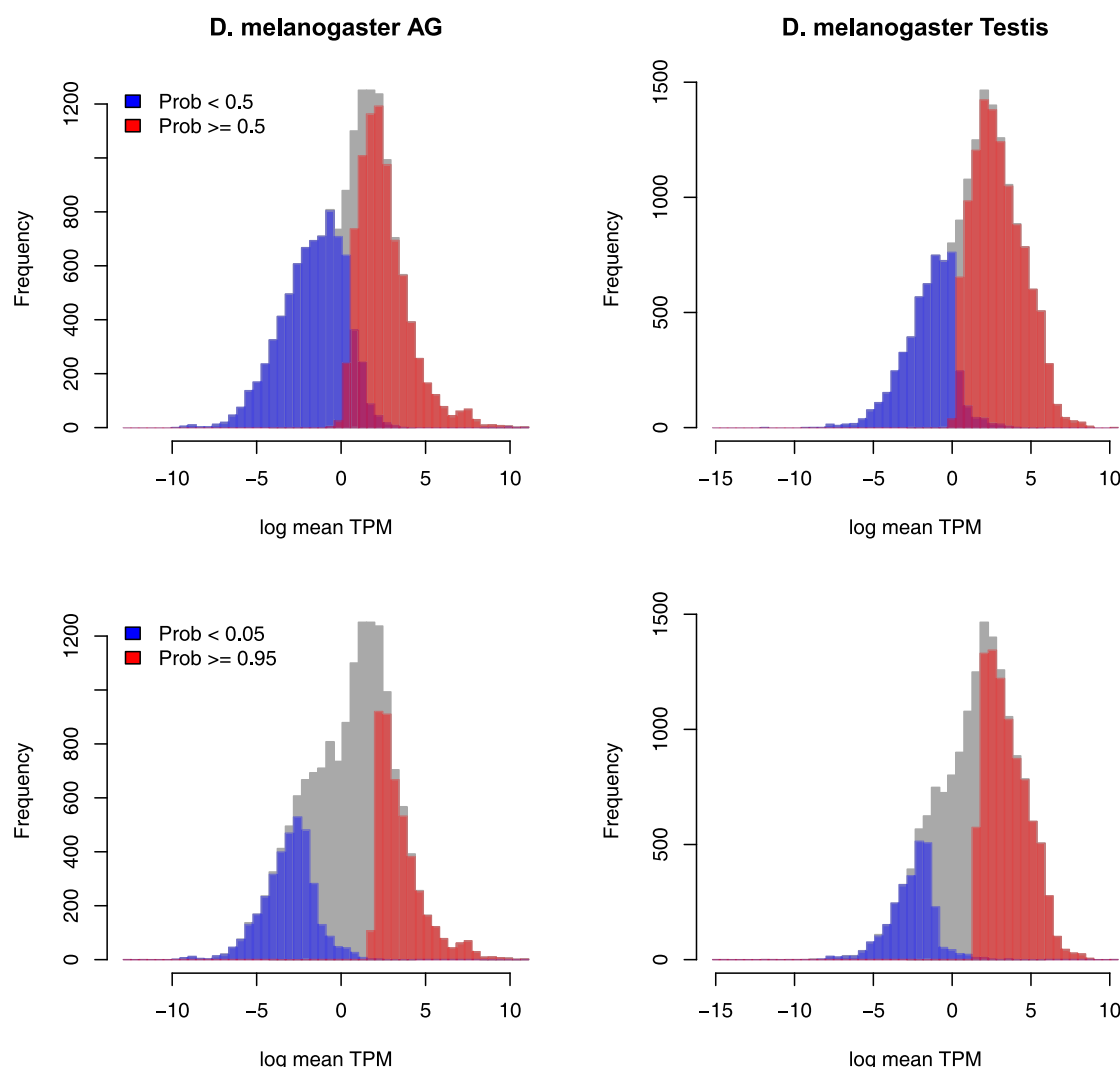 D. melanogaster AG
D. melanogaster Testis
Prob < 0.5
Prob >= 0.5
Frequency
0 200 400 600 800 1200
−10 −5 0 5 10
log mean TPM
Frequency
0 500 1000 1500
−15 −10 −5 0 5 10
log mean TPM
Prob < 0.05
Prob >= 0.95
Frequency
0 200 400 600 800 1200
−10 −5 0 5 10
log mean TPM
Frequency
0 500 1000 1500
−15 −10 −5 0 5 10
log mean TPM